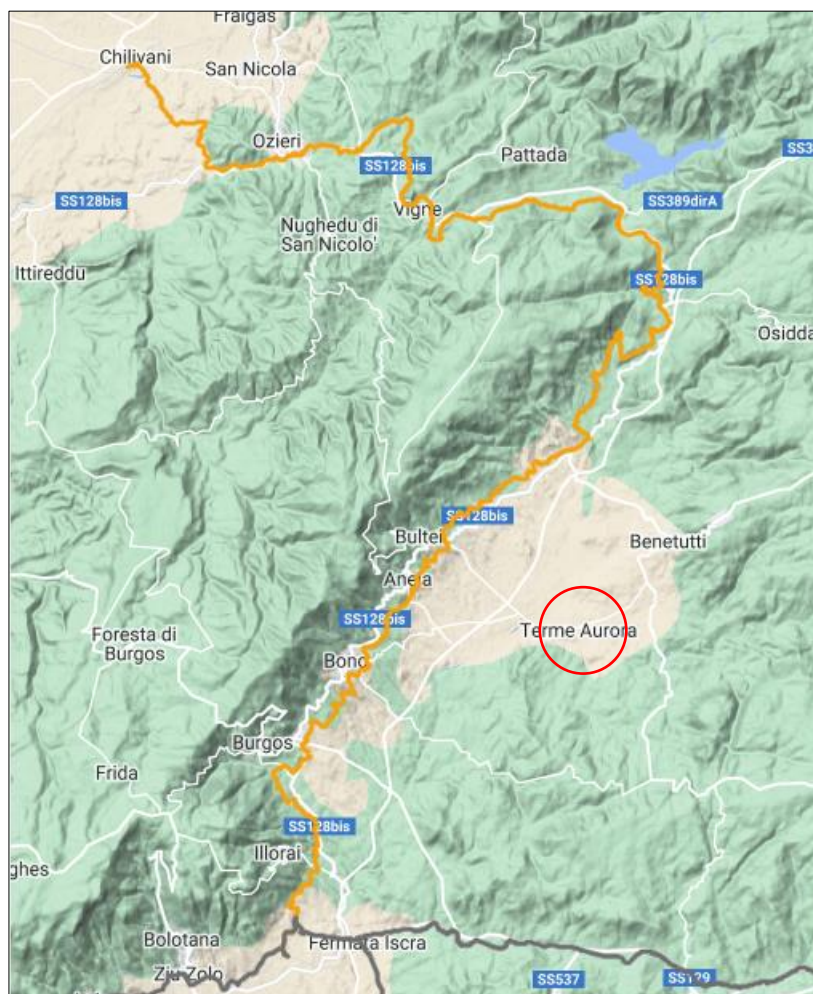 Fraigas
Chilivani
San Nicola
Ozieri
SS128bis
Pattada
SS128bis
SS389dirA
Vigne
Nughedu di
San Nicolo'
Ittireddu
SS128bis
Osidda
SS128bis
Bultei
Benetutti
Anela
SS128bis
Terme Aurora
Foresta di
Burgos
Bono
Burgos
Frida
SS128bis
Illorai
ghes
Bolotana
Fermata Iscra
Ziu Zolo
SS537
SS129